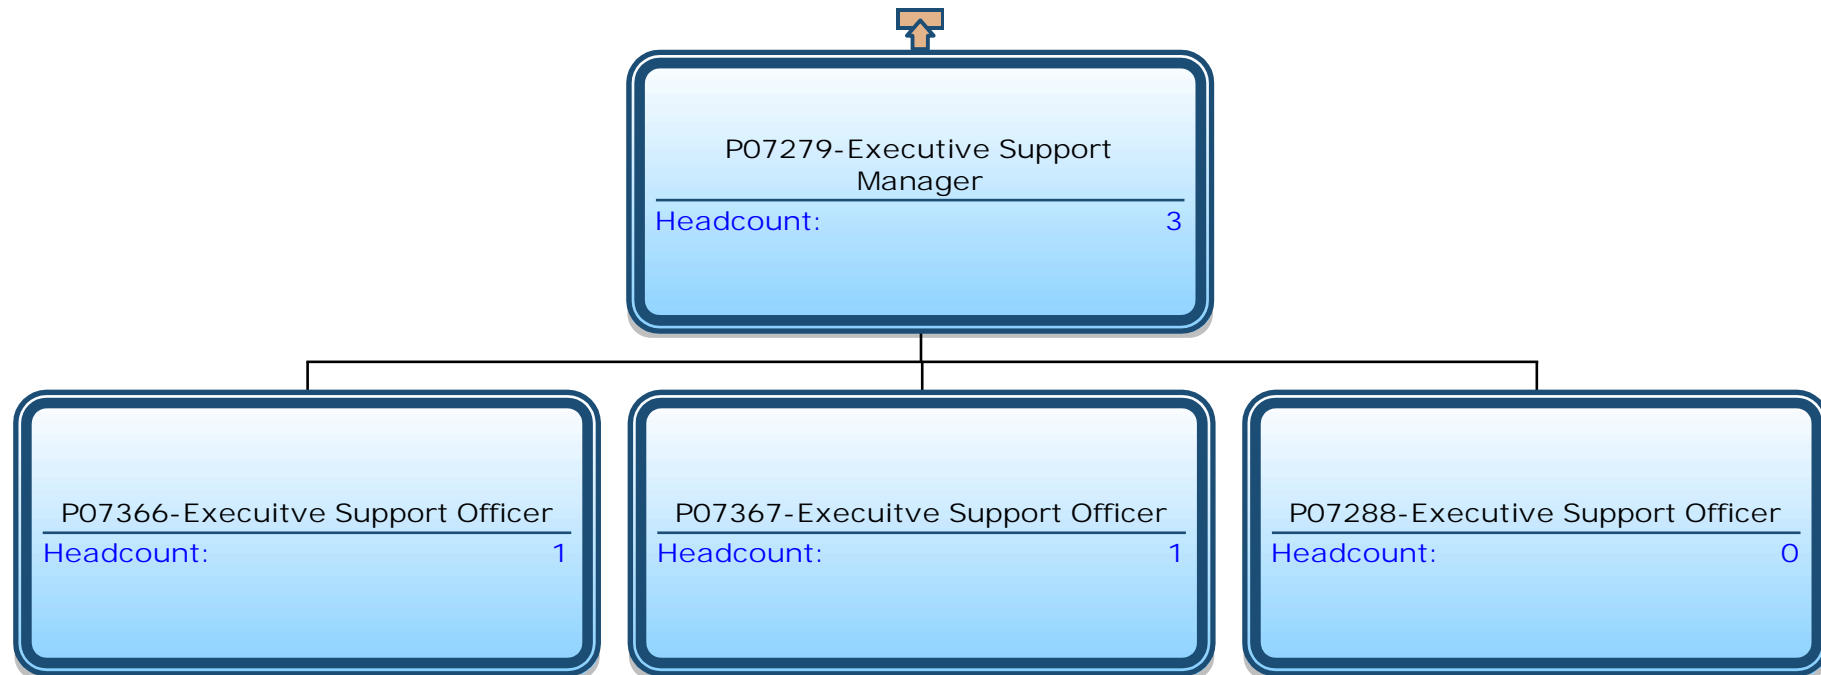 P07279-Executive Support
Manager
Headcount: 3
P07366-Execuitve Support Officer
Headcount: 1
P07367-Execuitve Support Officer
Headcount: 1
P07288-Executive Support Officer
Headcount: 0